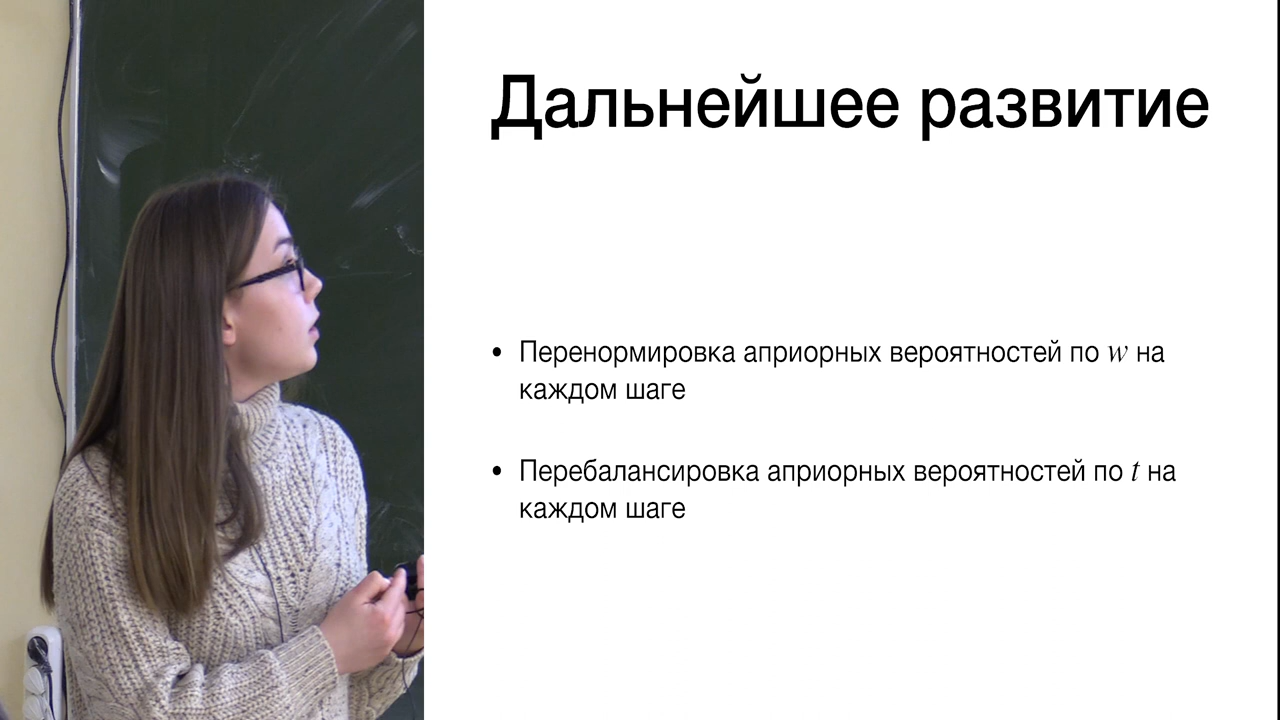 Дальнейшее развитие
• Перенормировка априорных вероятностей по w на
каждом шаге
• Перебалансировка априорных вероятностей по t на
каждом шаге